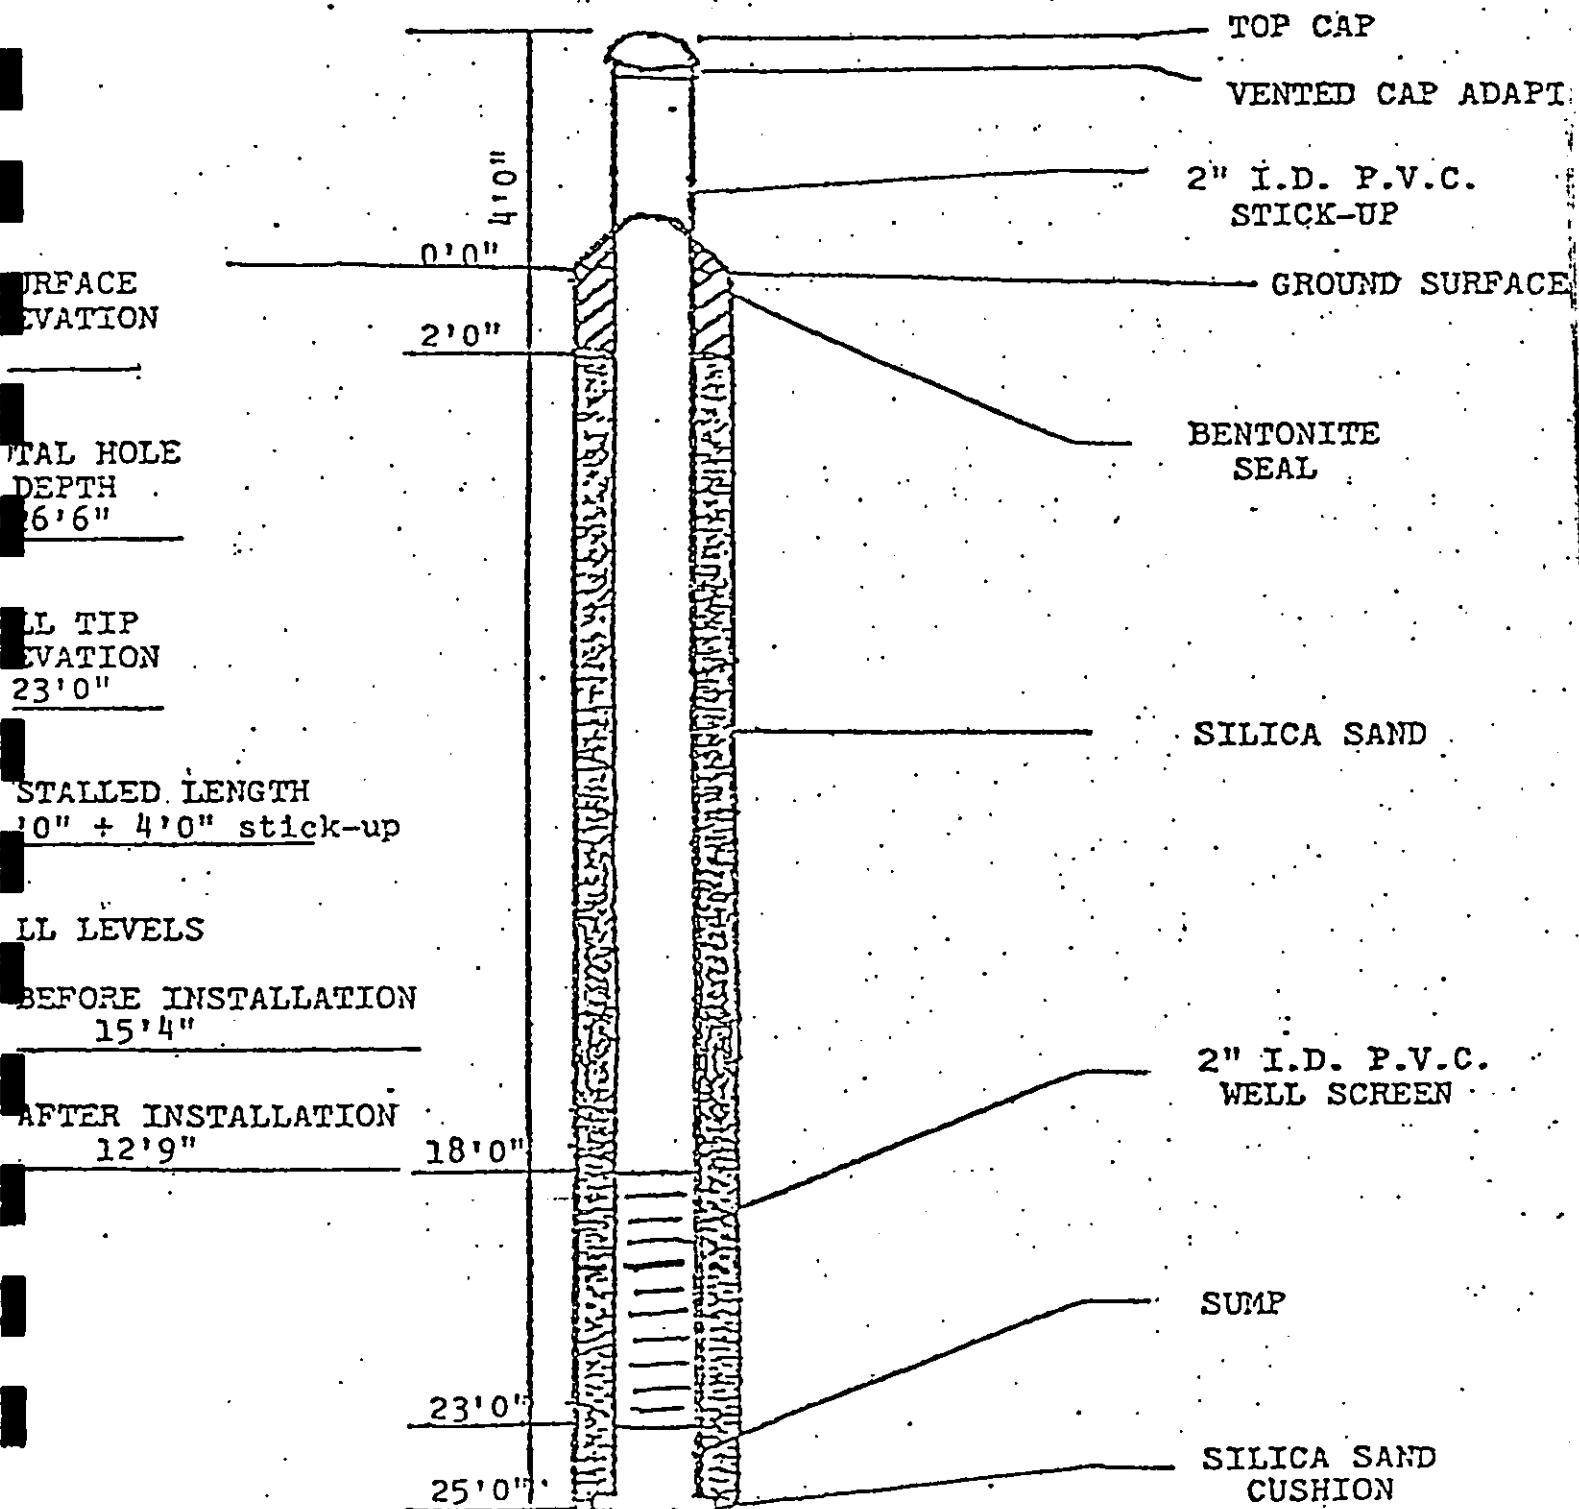 TOP CAP
VENTED CAP ADAPT
2" I.D. P.V.C.
STICK-UP
4'0"
0'0"
URFACE
EVATION
GROUND SURFACE
2'0"
BENTONITE
SEAL
TAL HOLE
DEPTH
6'6"
LL TIP
EVATION
23'0"
SILICA SAND
STALLED LENGTH
'0" + 4'0" stick-up
LL LEVELS
BEFORE INSTALLATION
15'4"
2" I.D. P.V.C.
WELL SCREEN
AFTER INSTALLATION
12'9"
18'0"
SUMP
23'0"
SILICA SAND
CUSHION
25'0"